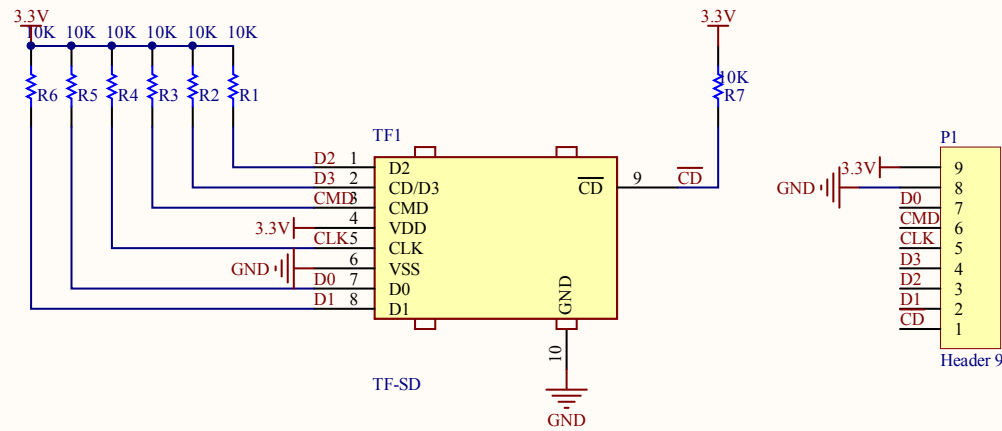 3.3V
10K 10K 10K 10K 10K 10K
R6 R5 R4 R3 R2 R1
3.3V
10K
R7
TF1
D2 1 D2
D3 2 CD/D3
CMD 3 CMD
3.3V 4 VDD
CLK 5 CLK
GND 6 VSS
D0 7 D0
D1 8 D1
CD 9 CD
GND
10
GND
TF-SD
P1
3.3V 9
GND 8
D0 7
CMD 6
CLK 5
D3 4
D2 3
D1 2
CD 1
Header 9